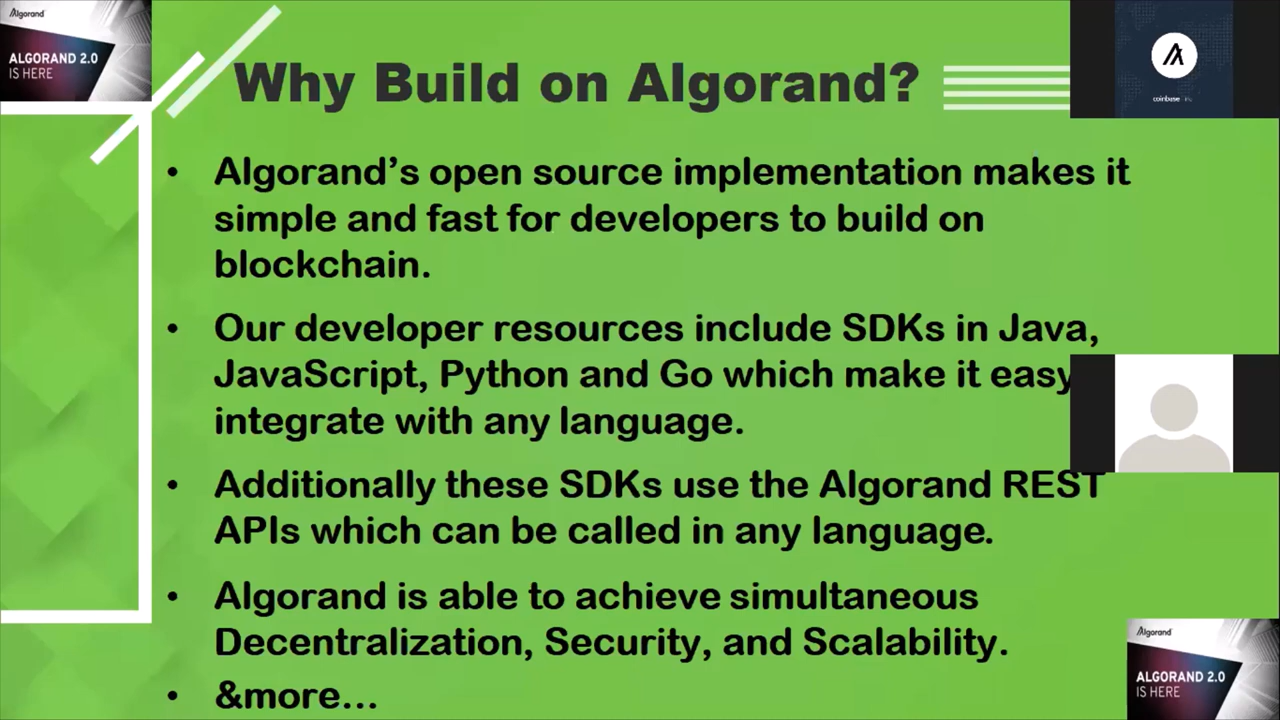 Algorand
ALGORAND 2.0
IS HERE
Why Build on Algorand?
coinbase
• Algorand's open source implementation makes it
simple and fast for developers to build on
blockchain.
• Our developer resources include SDKs in Java,
JavaScript, Python and Go which make it easy
integrate with any language.
• Additionally these SDKs use the Algorand REST
APIs which can be called in any language.
• Algorand is able to achieve simultaneous
Decentralization, Security, and Scalability.
• &more...
Algorand
ALGORAND 2.0
IS HERE